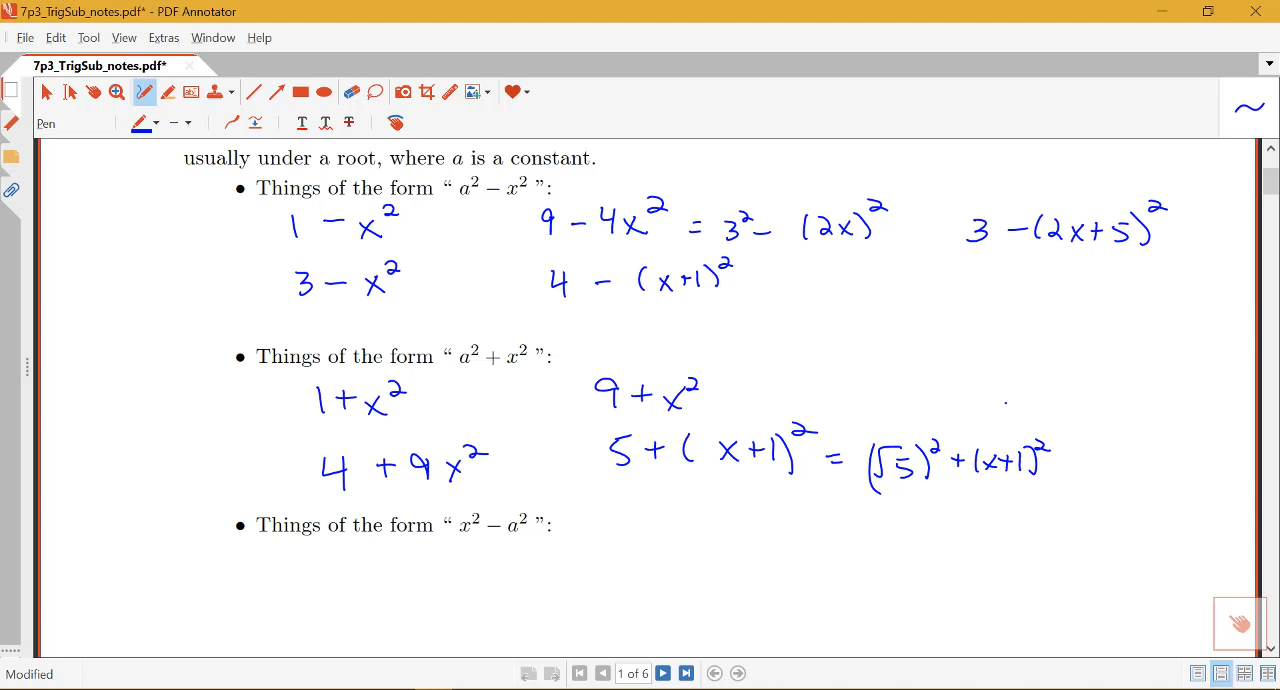 7p3_TrigSub_notes.pdf* - PDF Annotator
File Edit Tool View Extras Window Help
7p3_TrigSub_notes.pdf*
Pen
usually under a root, where a is a constant.
• Things of the form “ a² − x² ”:
1 − x² 9 − 4x² = 3² − (2x)² 3 − (2x+5)²
3 − x² 4 − (x+1)²
• Things of the form “ a² + x² ”:
1 + x² 9 + x²
4 + 9x² 5 + (x+1)² = (√5)² + (x+1)²
• Things of the form “ x² − a² ”:
Modified 1 of 6